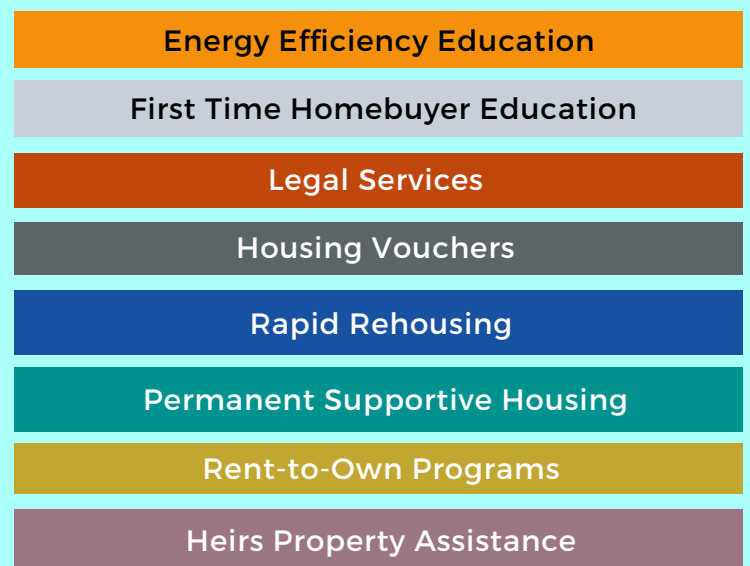 Energy Efficiency Education
First Time Homebuyer Education
Legal Services
Housing Vouchers
Rapid Rehousing
Permanent Supportive Housing
Rent-to-Own Programs
Heirs Property Assistance